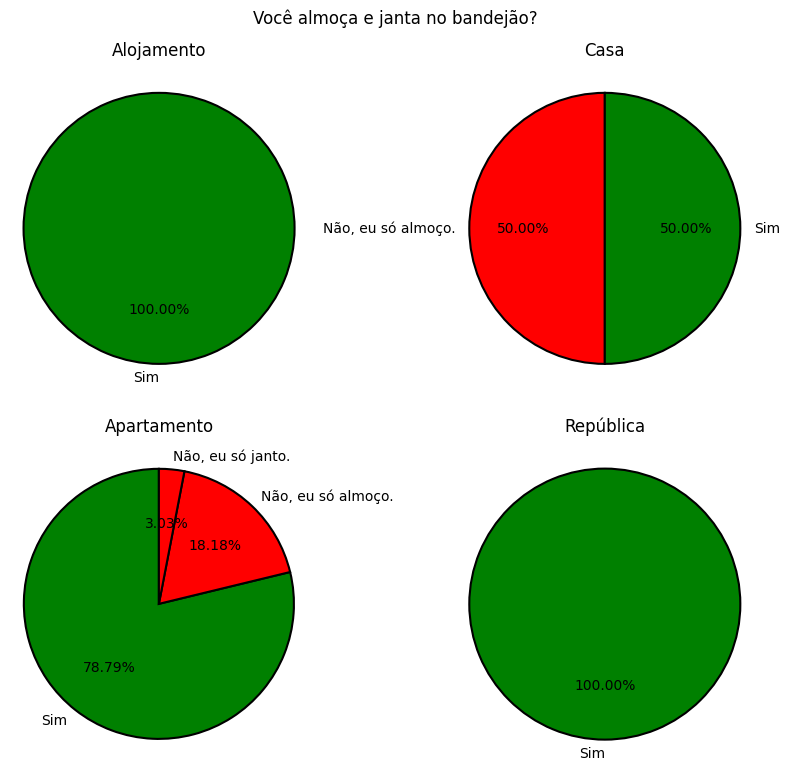 Você almoça e janta no bandejão?
Alojamento
100.00%
Sim
Casa
Não, eu só almoço.
50.00%
50.00%
Sim
Apartamento
Não, eu só janto.
Não, eu só almoço.
3.03%
18.18%
78.79%
Sim
República
100.00%
Sim